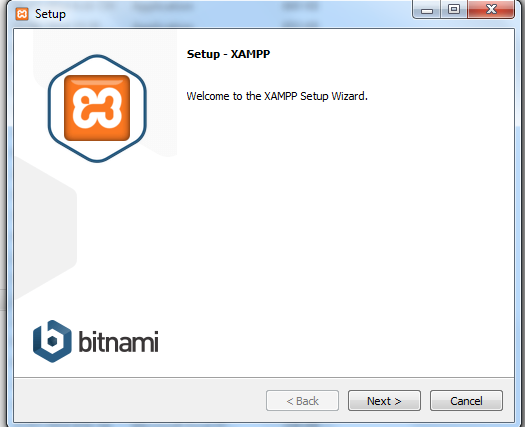 Setup
Setup - XAMPP
Welcome to the XAMPP Setup Wizard.
bitnami
< Back
Next >
Cancel